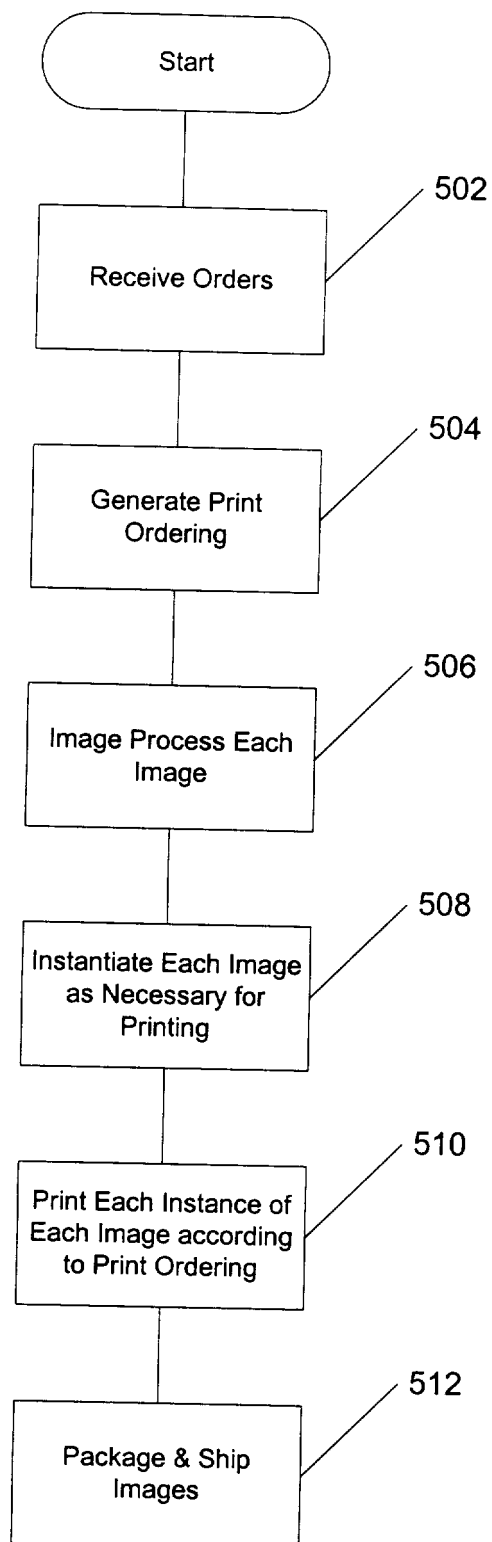 Start
502
Receive Orders
504
Generate Print
Ordering
506
Image Process Each
Image
508
Instantiate Each Image
as Necessary for
Printing
510
Print Each Instance of
Each Image according
to Print Ordering
512
Package & Ship
Images